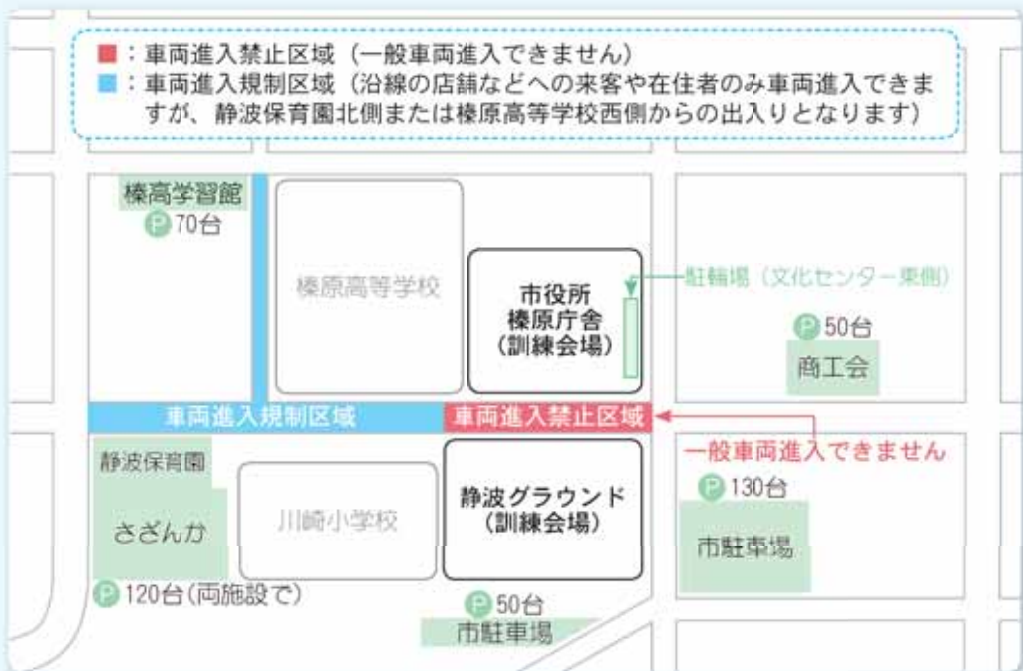 ■：車両進入禁止区域（一般車両進入できません）
■：車両進入規制区域（沿線の店舗などへの来客や在住者のみ車両進入できま
すが、静波保育園北側または榛原高等学校西側からの出入りとなります）
榛高学習館
P 70台
榛原高等学校
市役所
榛原庁舎
（訓練会場）
駐輪場（文化センター東側）
P 50台
商工会
車両進入規制区域
車両進入禁止区域
一般車両進入できません
静波保育園
さざんか
P 120台(両施設で)
川崎小学校
静波グラウンド
（訓練会場）
P 130台
市駐車場
P 50台
市駐車場